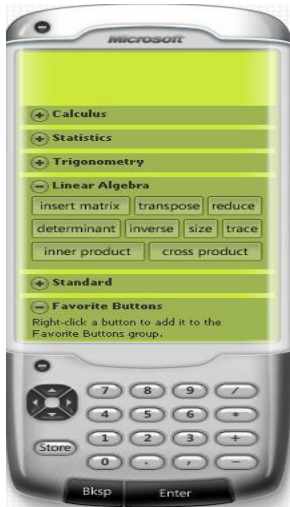 Microsoft
Calculus
Statistics
Trigonometry
Linear Algebra
insert matrix transpose reduce
determinant inverse size trace
inner product cross product
Standard
Favorite Buttons
Right-click a button to add it to the
Favorite Buttons group.
7 8 9 /
4 5 6 *
1 2 3 +
Store
0 . , −
Bksp Enter